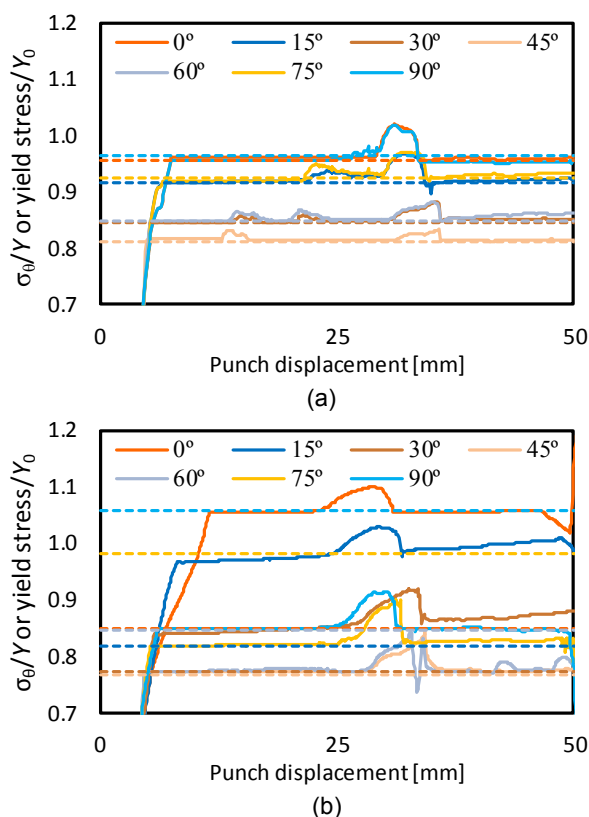 σθ/Y or yield stress/Y0
1.2
1.1
1.0
0.9
0.8
0.7
0º 15º 30º 45º
60º 75º 90º
0 25 50
Punch displacement [mm]
(a)
σθ/Y or yield stress/Y0
1.2
1.1
1.0
0.9
0.8
0.7
0º 15º 30º 45º
60º 75º 90º
0 25 50
Punch displacement [mm]
(b)